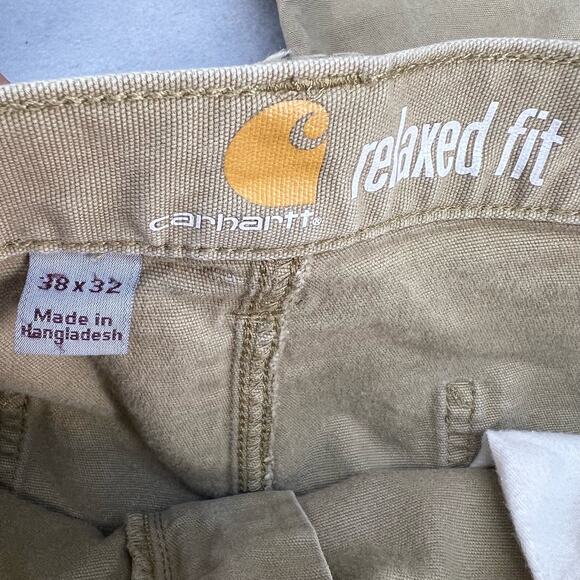 carhartt.
relaxed fit
38 x 32
Made in
Bangladesh